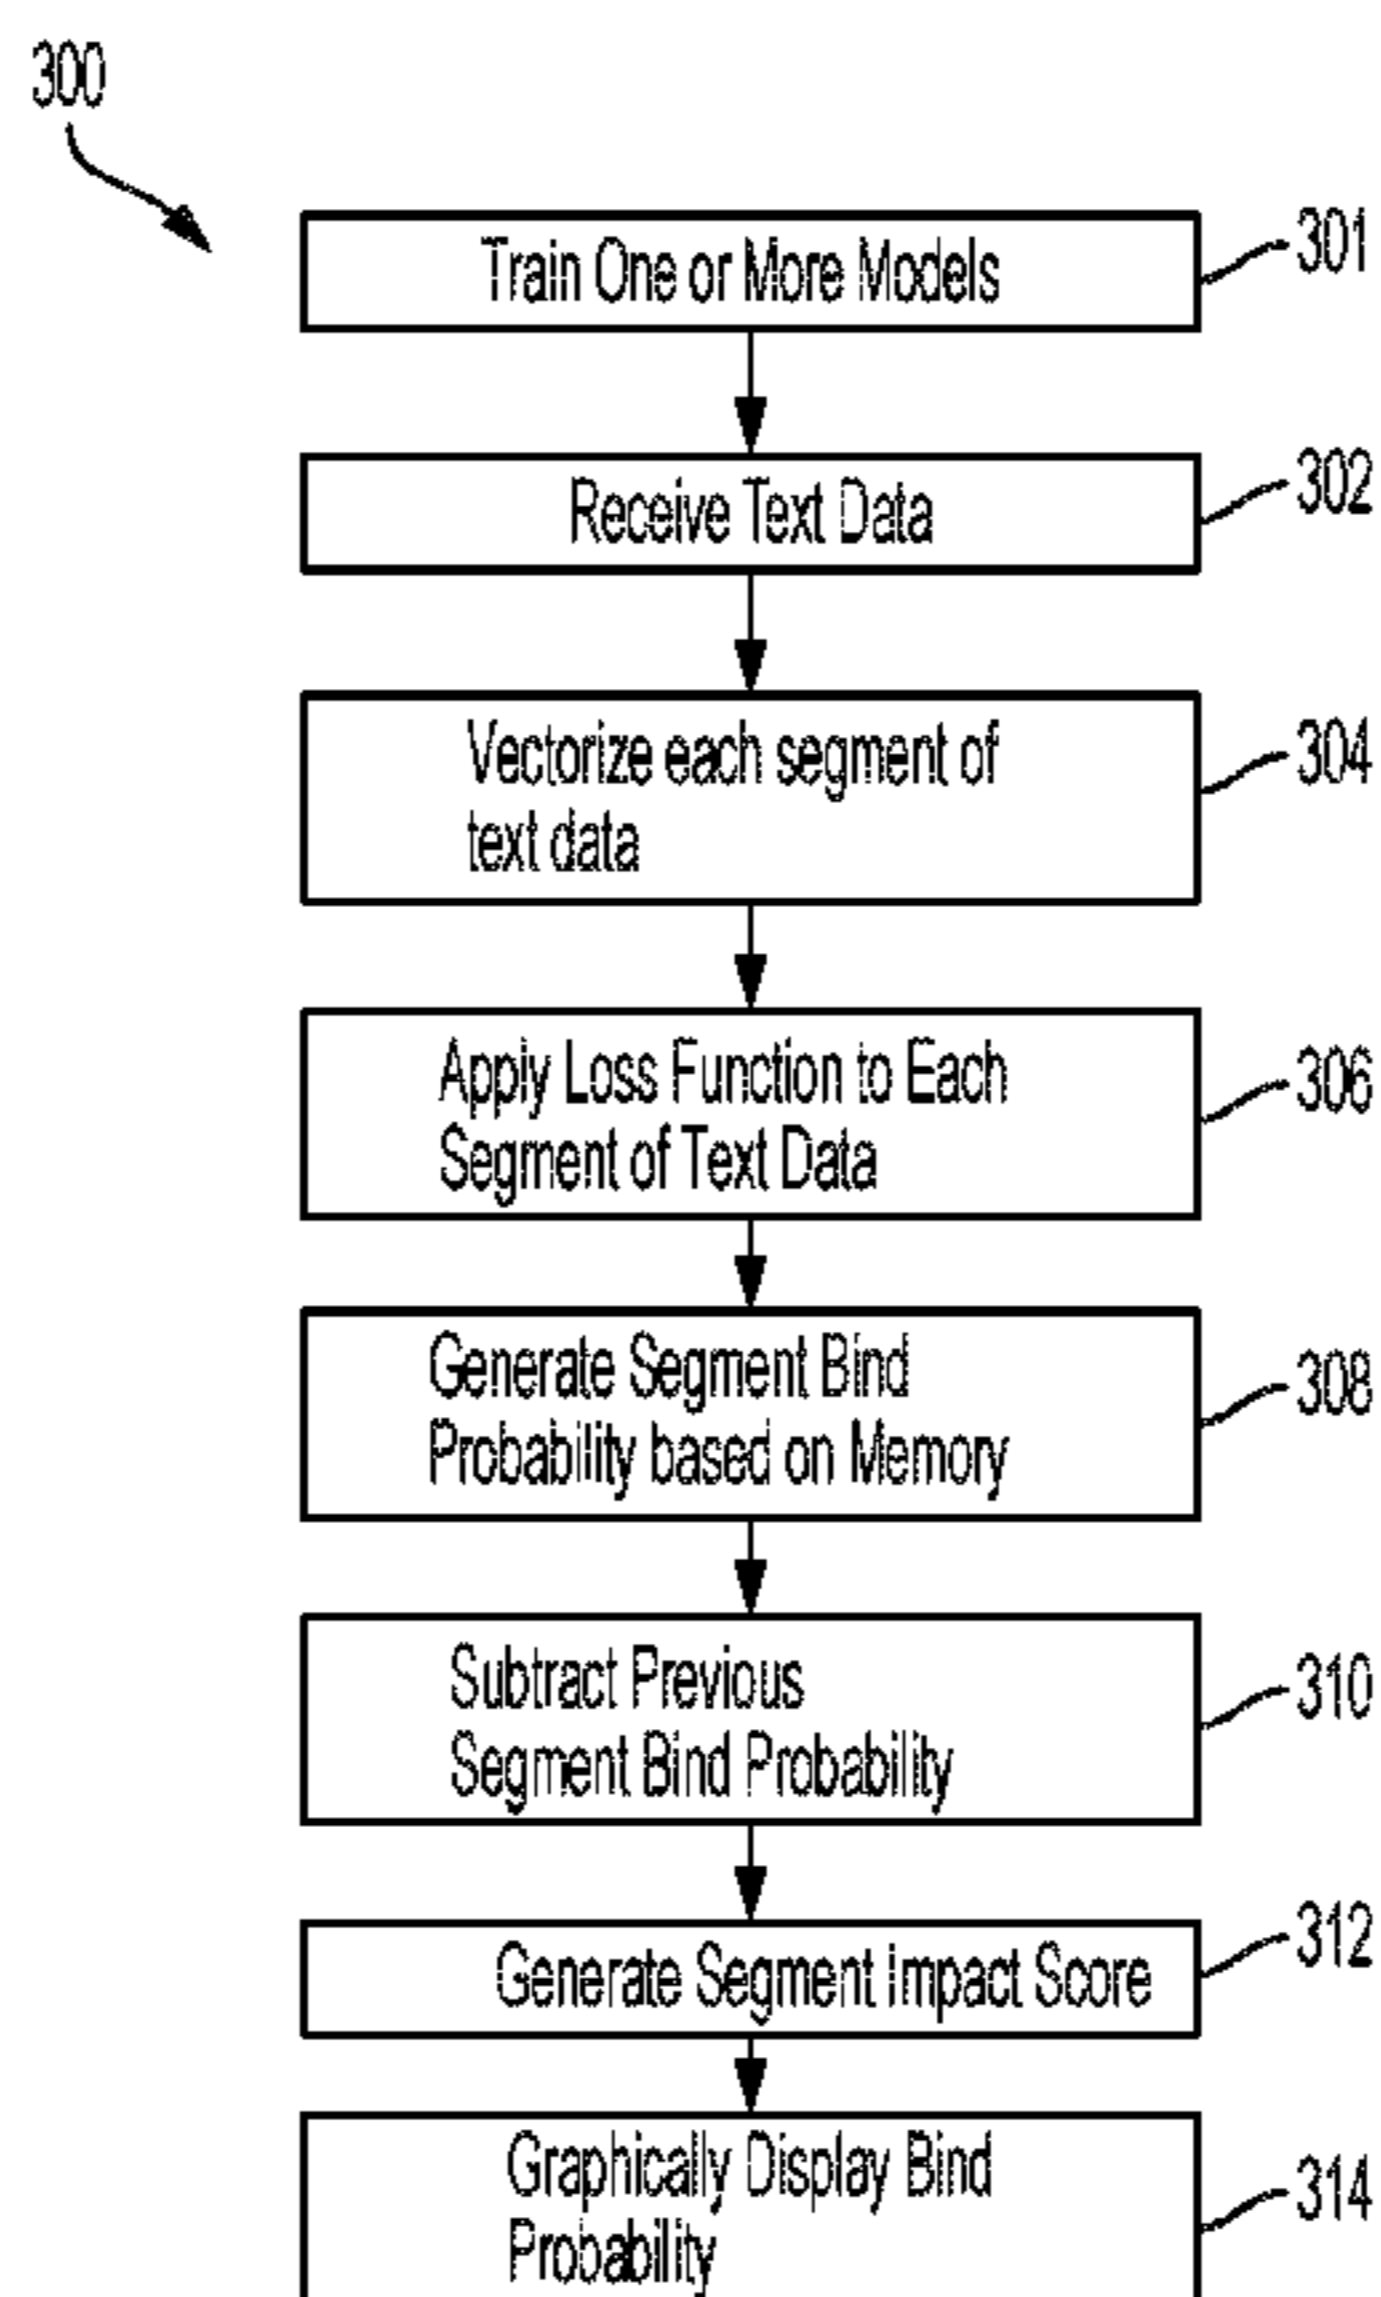 300
Train One or More Models
301
Receive Text Data
302
Vectorize each segment of
text data
304
Apply Loss Function to Each
Segment of Text Data
306
Generate Segment Bind
Probability based on Memory
308
Subtract Previous
Segment Bind Probability
310
Generate Segment Impact Score
312
Graphically Display Bind
Probability
314